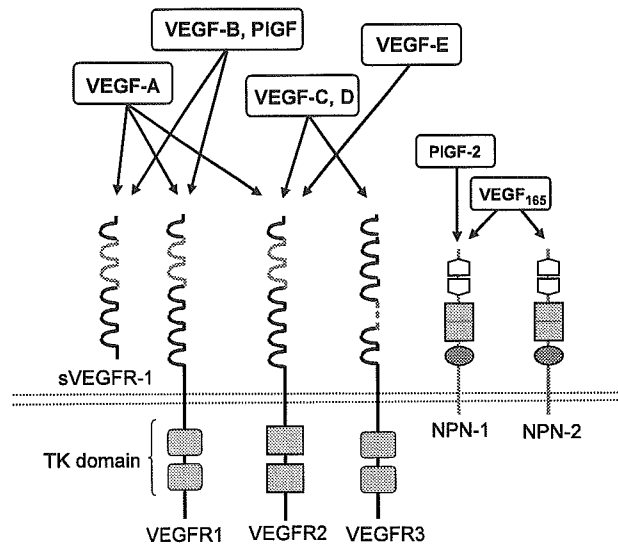 VEGF-B, PlGF
VEGF-E
VEGF-A
VEGF-C, D
PlGF-2
VEGF165
sVEGFR-1
NPN-1
NPN-2
TK domain
VEGFR1
VEGFR2
VEGFR3